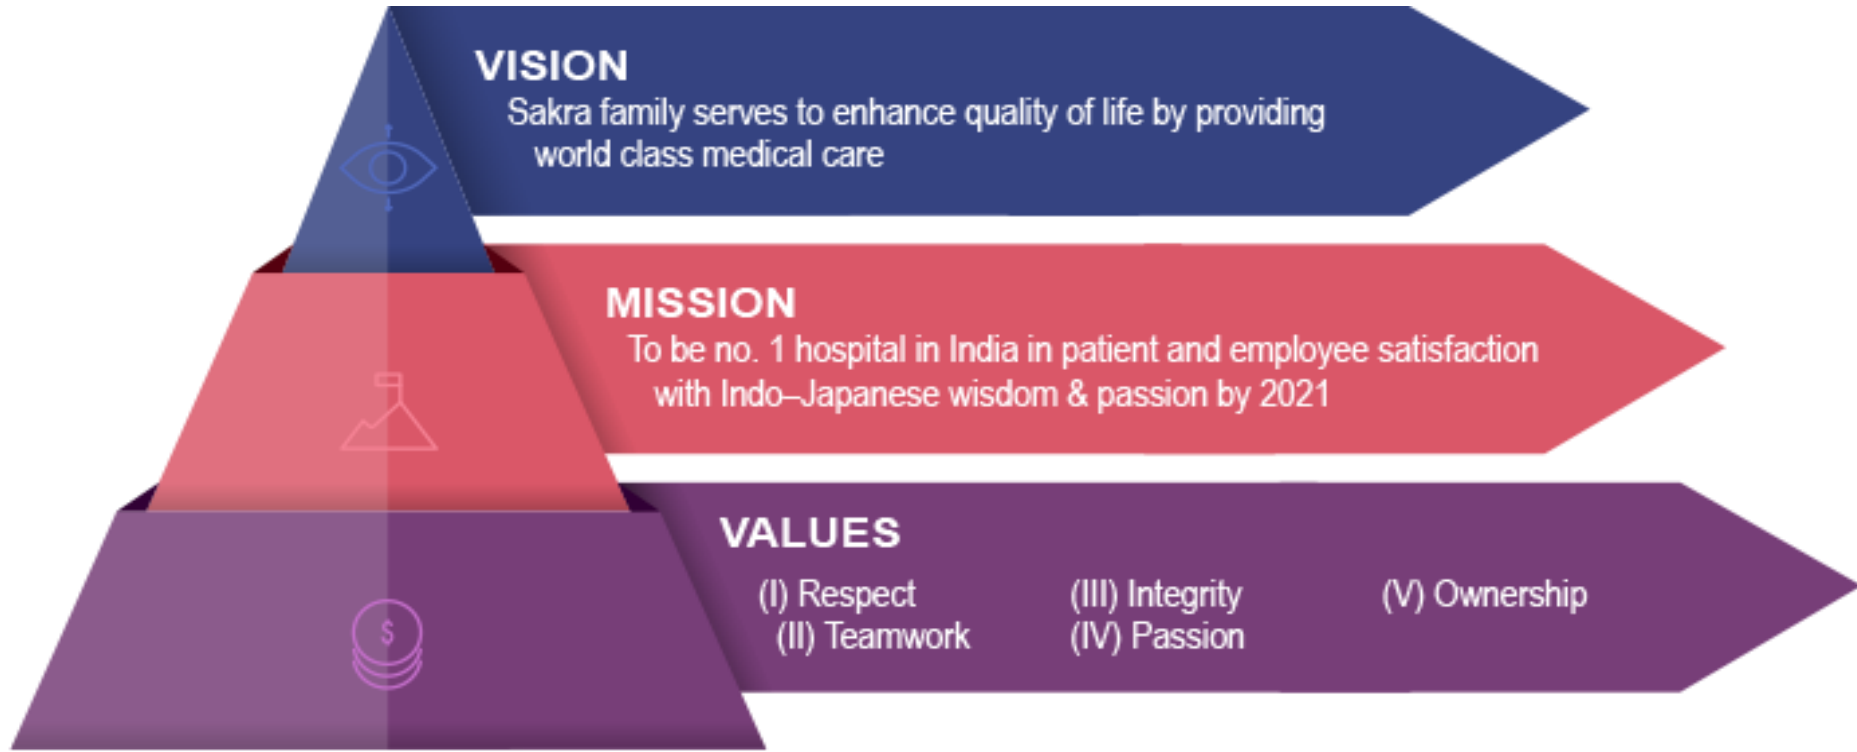 VISION
Sakra family serves to enhance quality of life by providing
world class medical care
MISSION
To be no. 1 hospital in India in patient and employee satisfaction
with Indo–Japanese wisdom & passion by 2021
VALUES
(I) Respect (III) Integrity (V) Ownership
(II) Teamwork (IV) Passion
$